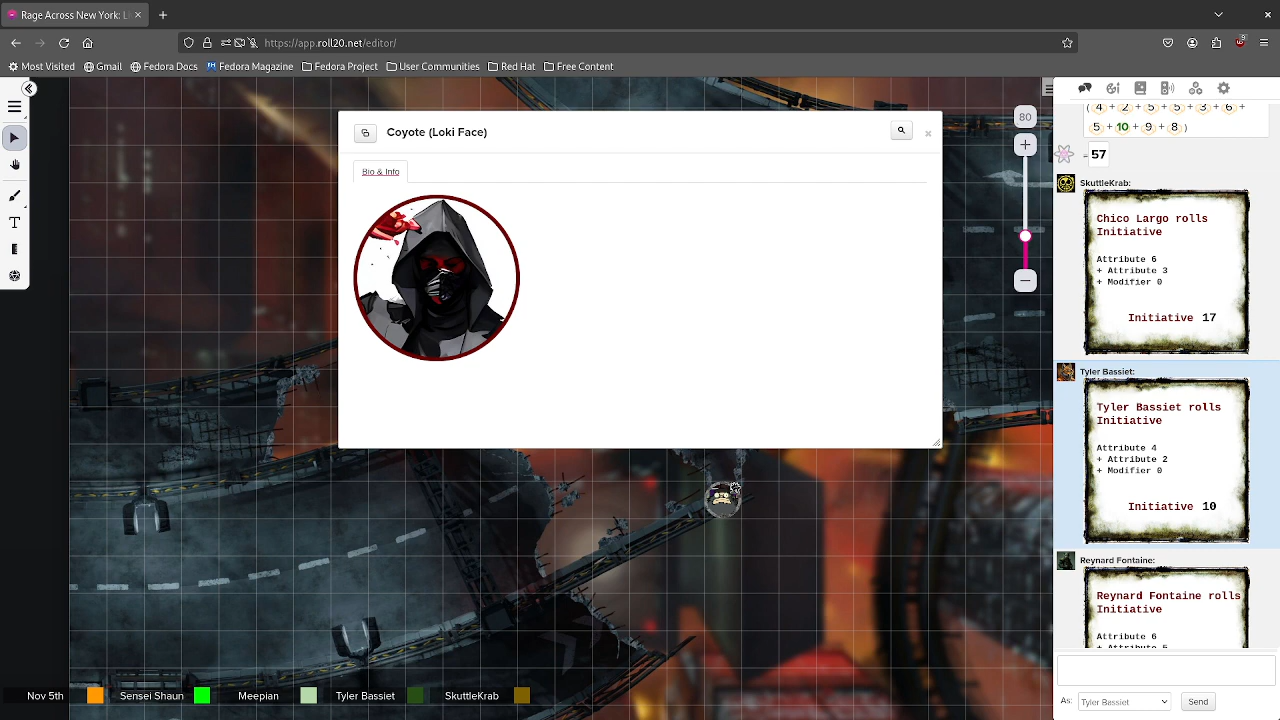 Rage Across New York: 
https://app.roll20.net/editor/
Most Visited Gmail Fedora Docs Fedora Magazine Fedora Project User Communities Red Hat Free Content
Coyote (Loki Face)
Bio & Info
80
(4+2+5+5+3+6+
5+10+9+8)
=57
SkuttleKrab:
Chico Largo rolls
Initiative
Attribute 6
+ Attribute 3
+ Modifier 0
Initiative 17
Tyler Bassiet:
Tyler Bassiet rolls
Initiative
Attribute 4
+ Attribute 2
+ Modifier 0
Initiative 10
Reynard Fontaine:
Reynard Fontaine rolls
Initiative
Attribute 6
As: Tyler Bassiet Send
Nov 5th Sensei Shaun Meepian Tyler Bassiet SkuttleKrab